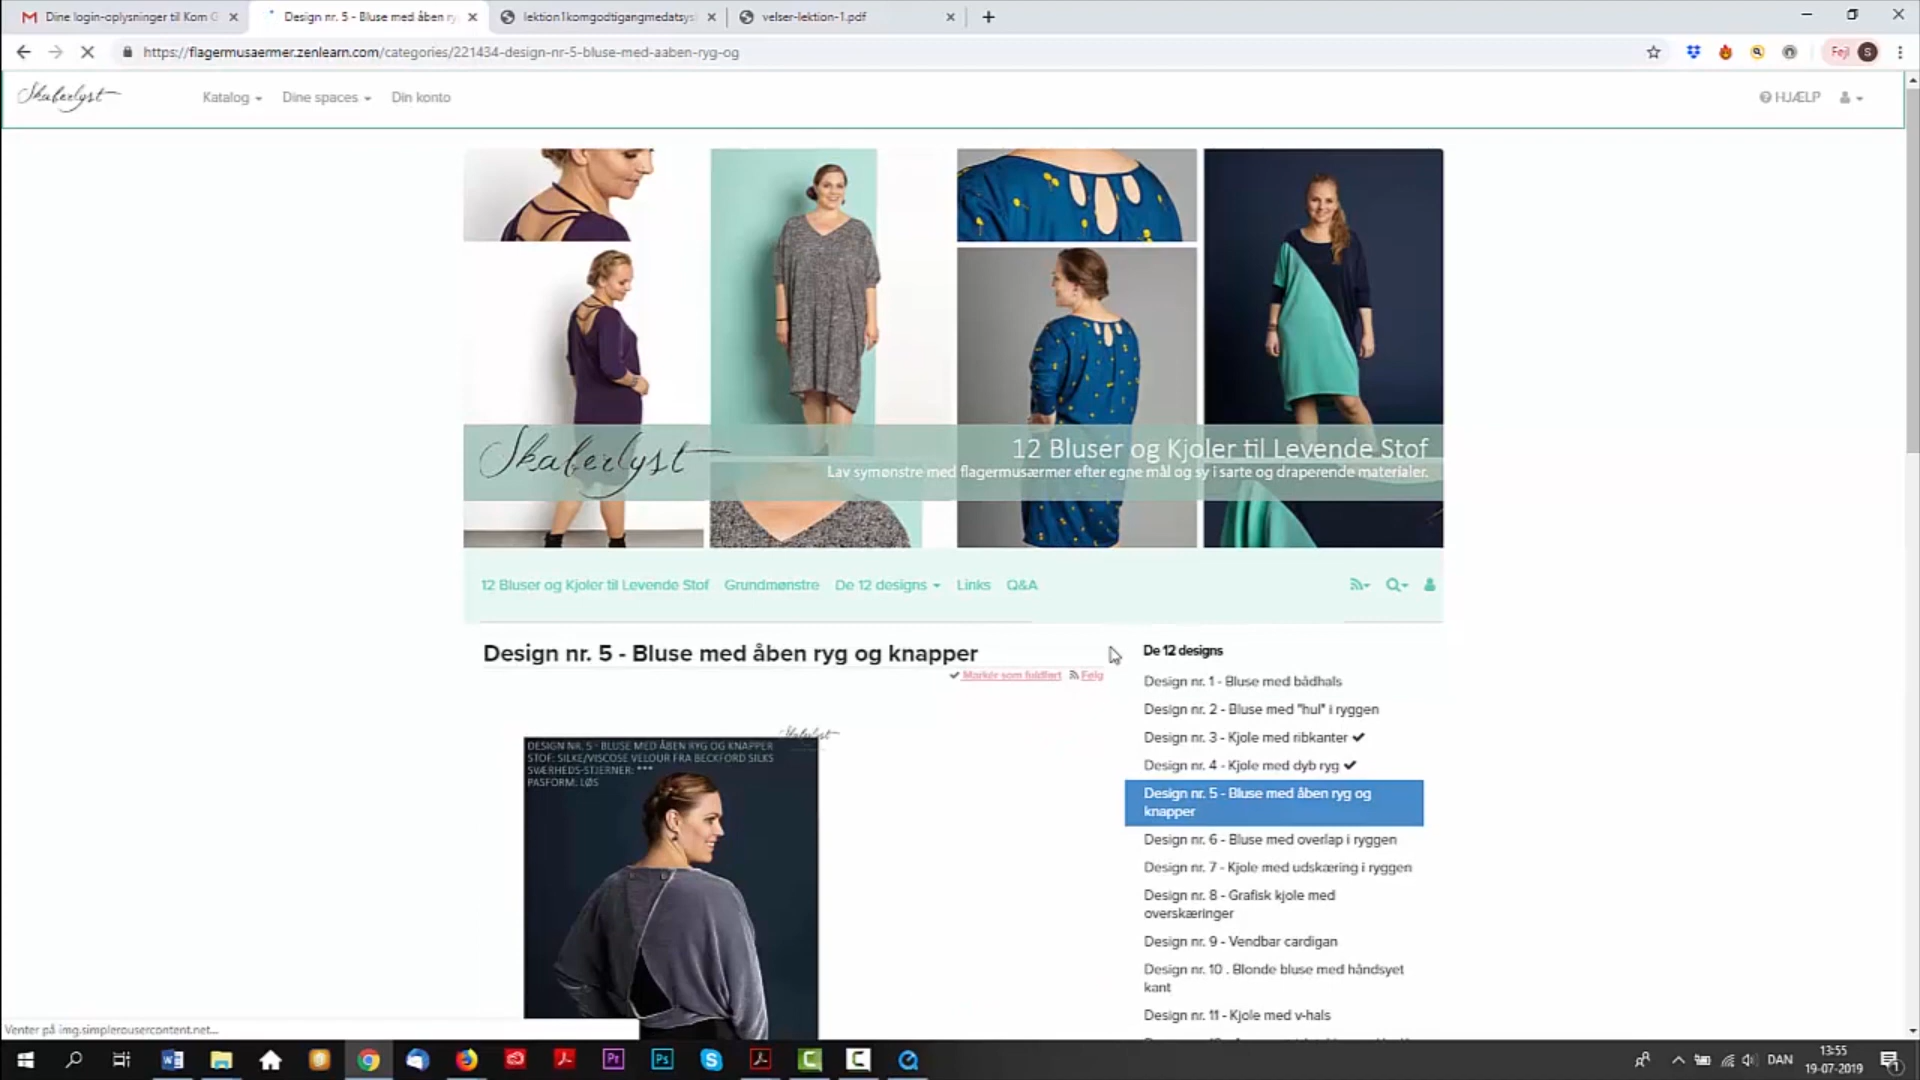 Dine login-oplysninger til Kom G
Design nr. 5 - Bluse med åben ry
lektion1komgodtigangmedatsy
velser-lektion-1.pdf
https://flagermusaermer.zenlearn.com/categories/221434-design-nr-5-bluse-med-aaben-ryg-og
Fejl S
Skaberlyst
Katalog
Dine spaces
Din konto
HJÆLP
Skaberlyst
12 Bluser og Kjoler til Levende Stof
Lav symønstre med flagermusærmer efter egne mål og sy i sarte og draperende materialer.
12 Bluser og Kjoler til Levende Stof
Grundmønstre
De 12 designs
Links
Q&A
Design nr. 5 - Bluse med åben ryg og knapper
Markér som fuldført
Følg
Skaberlyst
DESIGN NR. 5 - BLUSE MED ÅBEN RYG OG KNAPPER
STOF: SILKE/VISCOSE VELOUR FRA BECKFORD SILKS
SVÆRHEDS-STJERNER: ***
PASFORM: LØS
De 12 designs
Design nr. 1 - Bluse med bådhals
Design nr. 2 - Bluse med "hul" i ryggen
Design nr. 3 - Kjole med ribkanter
Design nr. 4 - Kjole med dyb ryg
Design nr. 5 - Bluse med åben ryg og
knapper
Design nr. 6 - Bluse med overlap i ryggen
Design nr. 7 - Kjole med udskæring i ryggen
Design nr. 8 - Grafisk kjole med
overskæringer
Design nr. 9 - Vendbar cardigan
Design nr. 10 . Blonde bluse med håndsyet
kant
Design nr. 11 - Kjole med v-hals
Venter på img.simplerousercontent.net...
DAN
13:55
19-07-2019